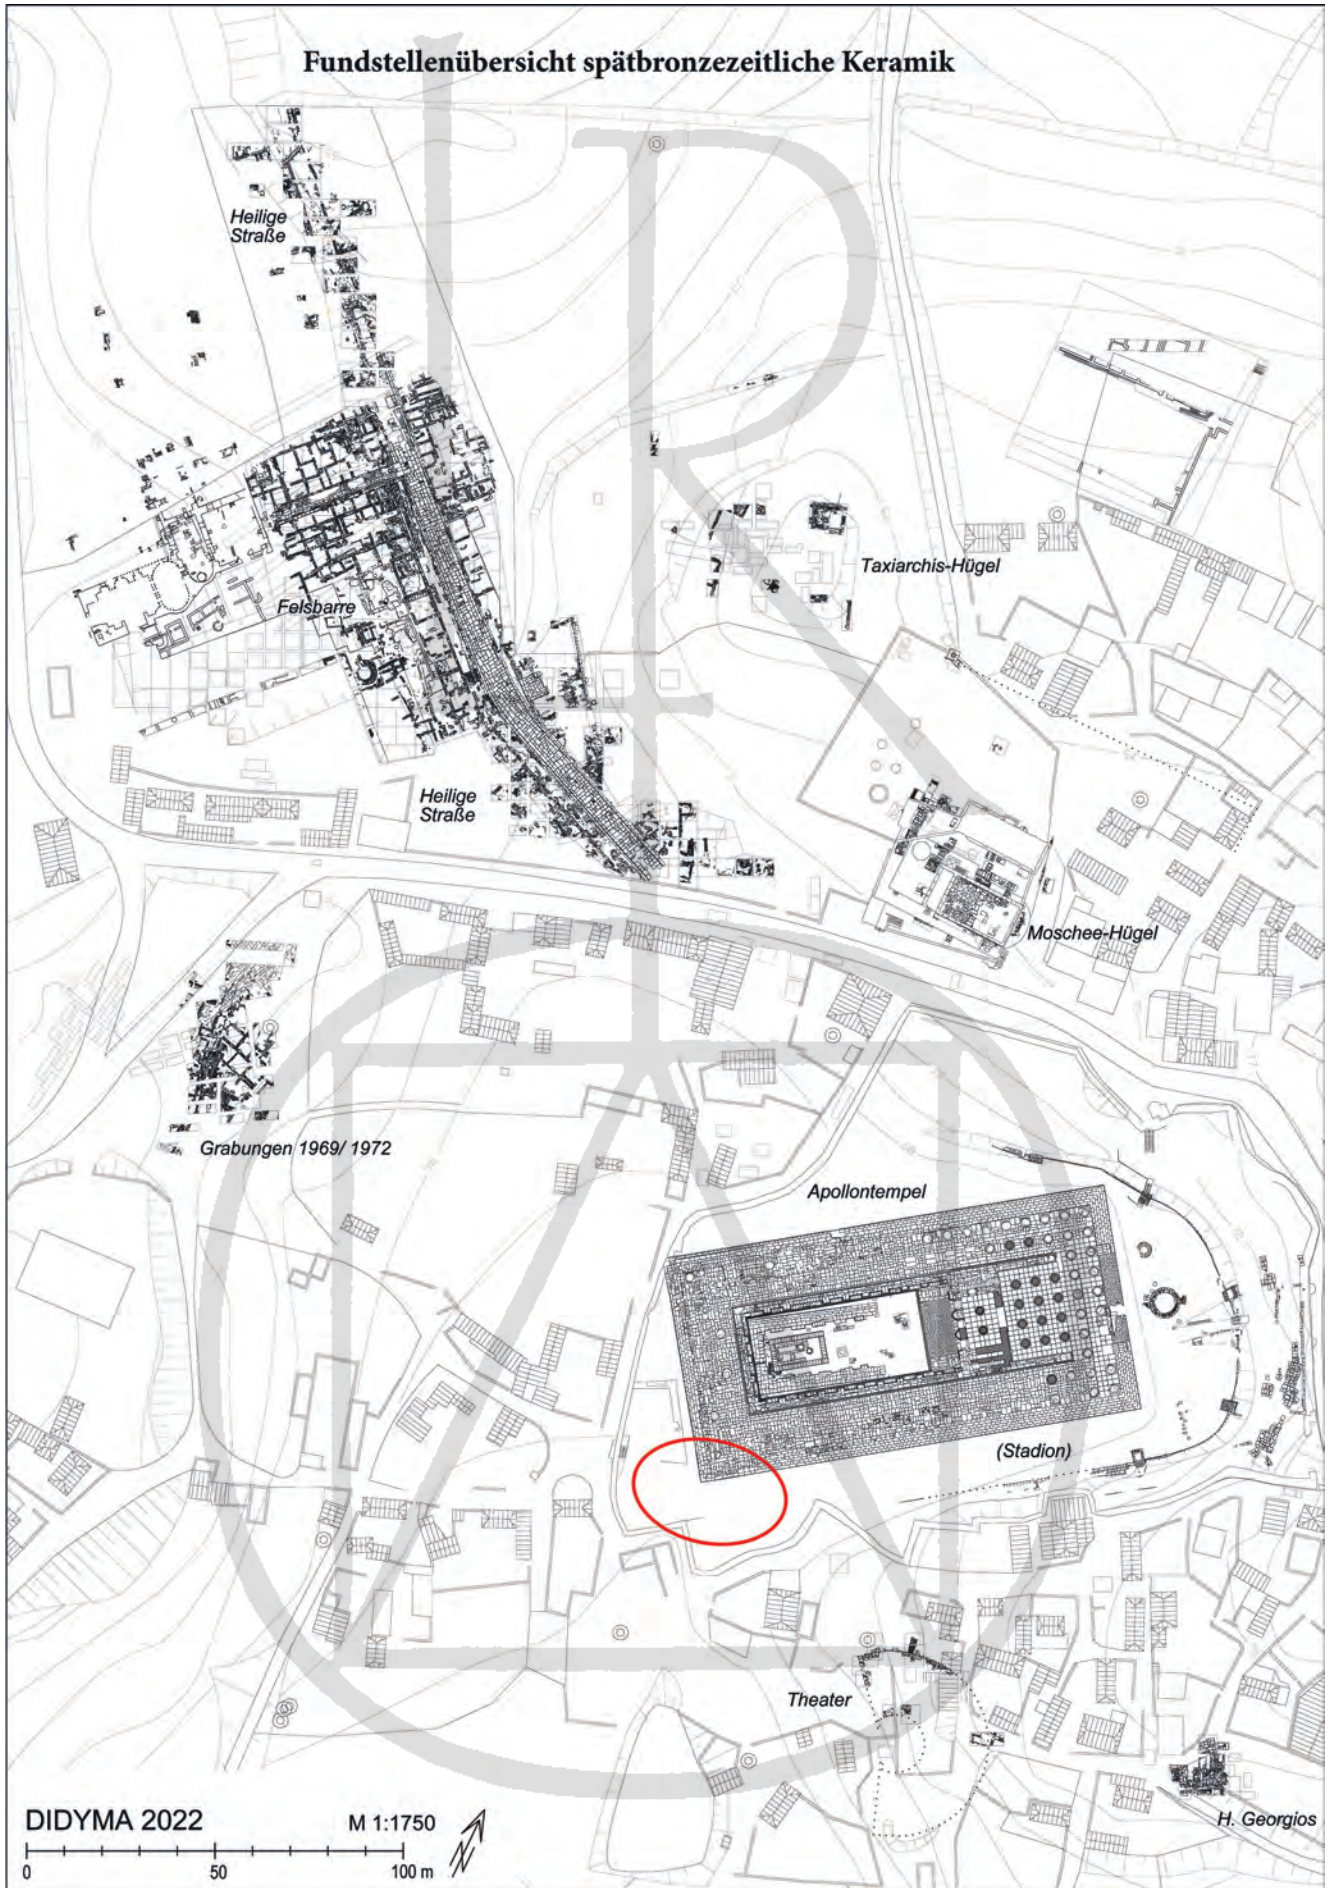 Fundstellenübersicht spätbronzezeitliche Keramik
Heilige
Straße
Taxiarchis-Hügel
Felsbarre
Heilige
Straße
Moschee-Hügel
Grabungen 1969/ 1972
Apollontempel
(Stadion)
Theater
H. Georgios
DIDYMA 2022
M 1:1750
0 50 100 m